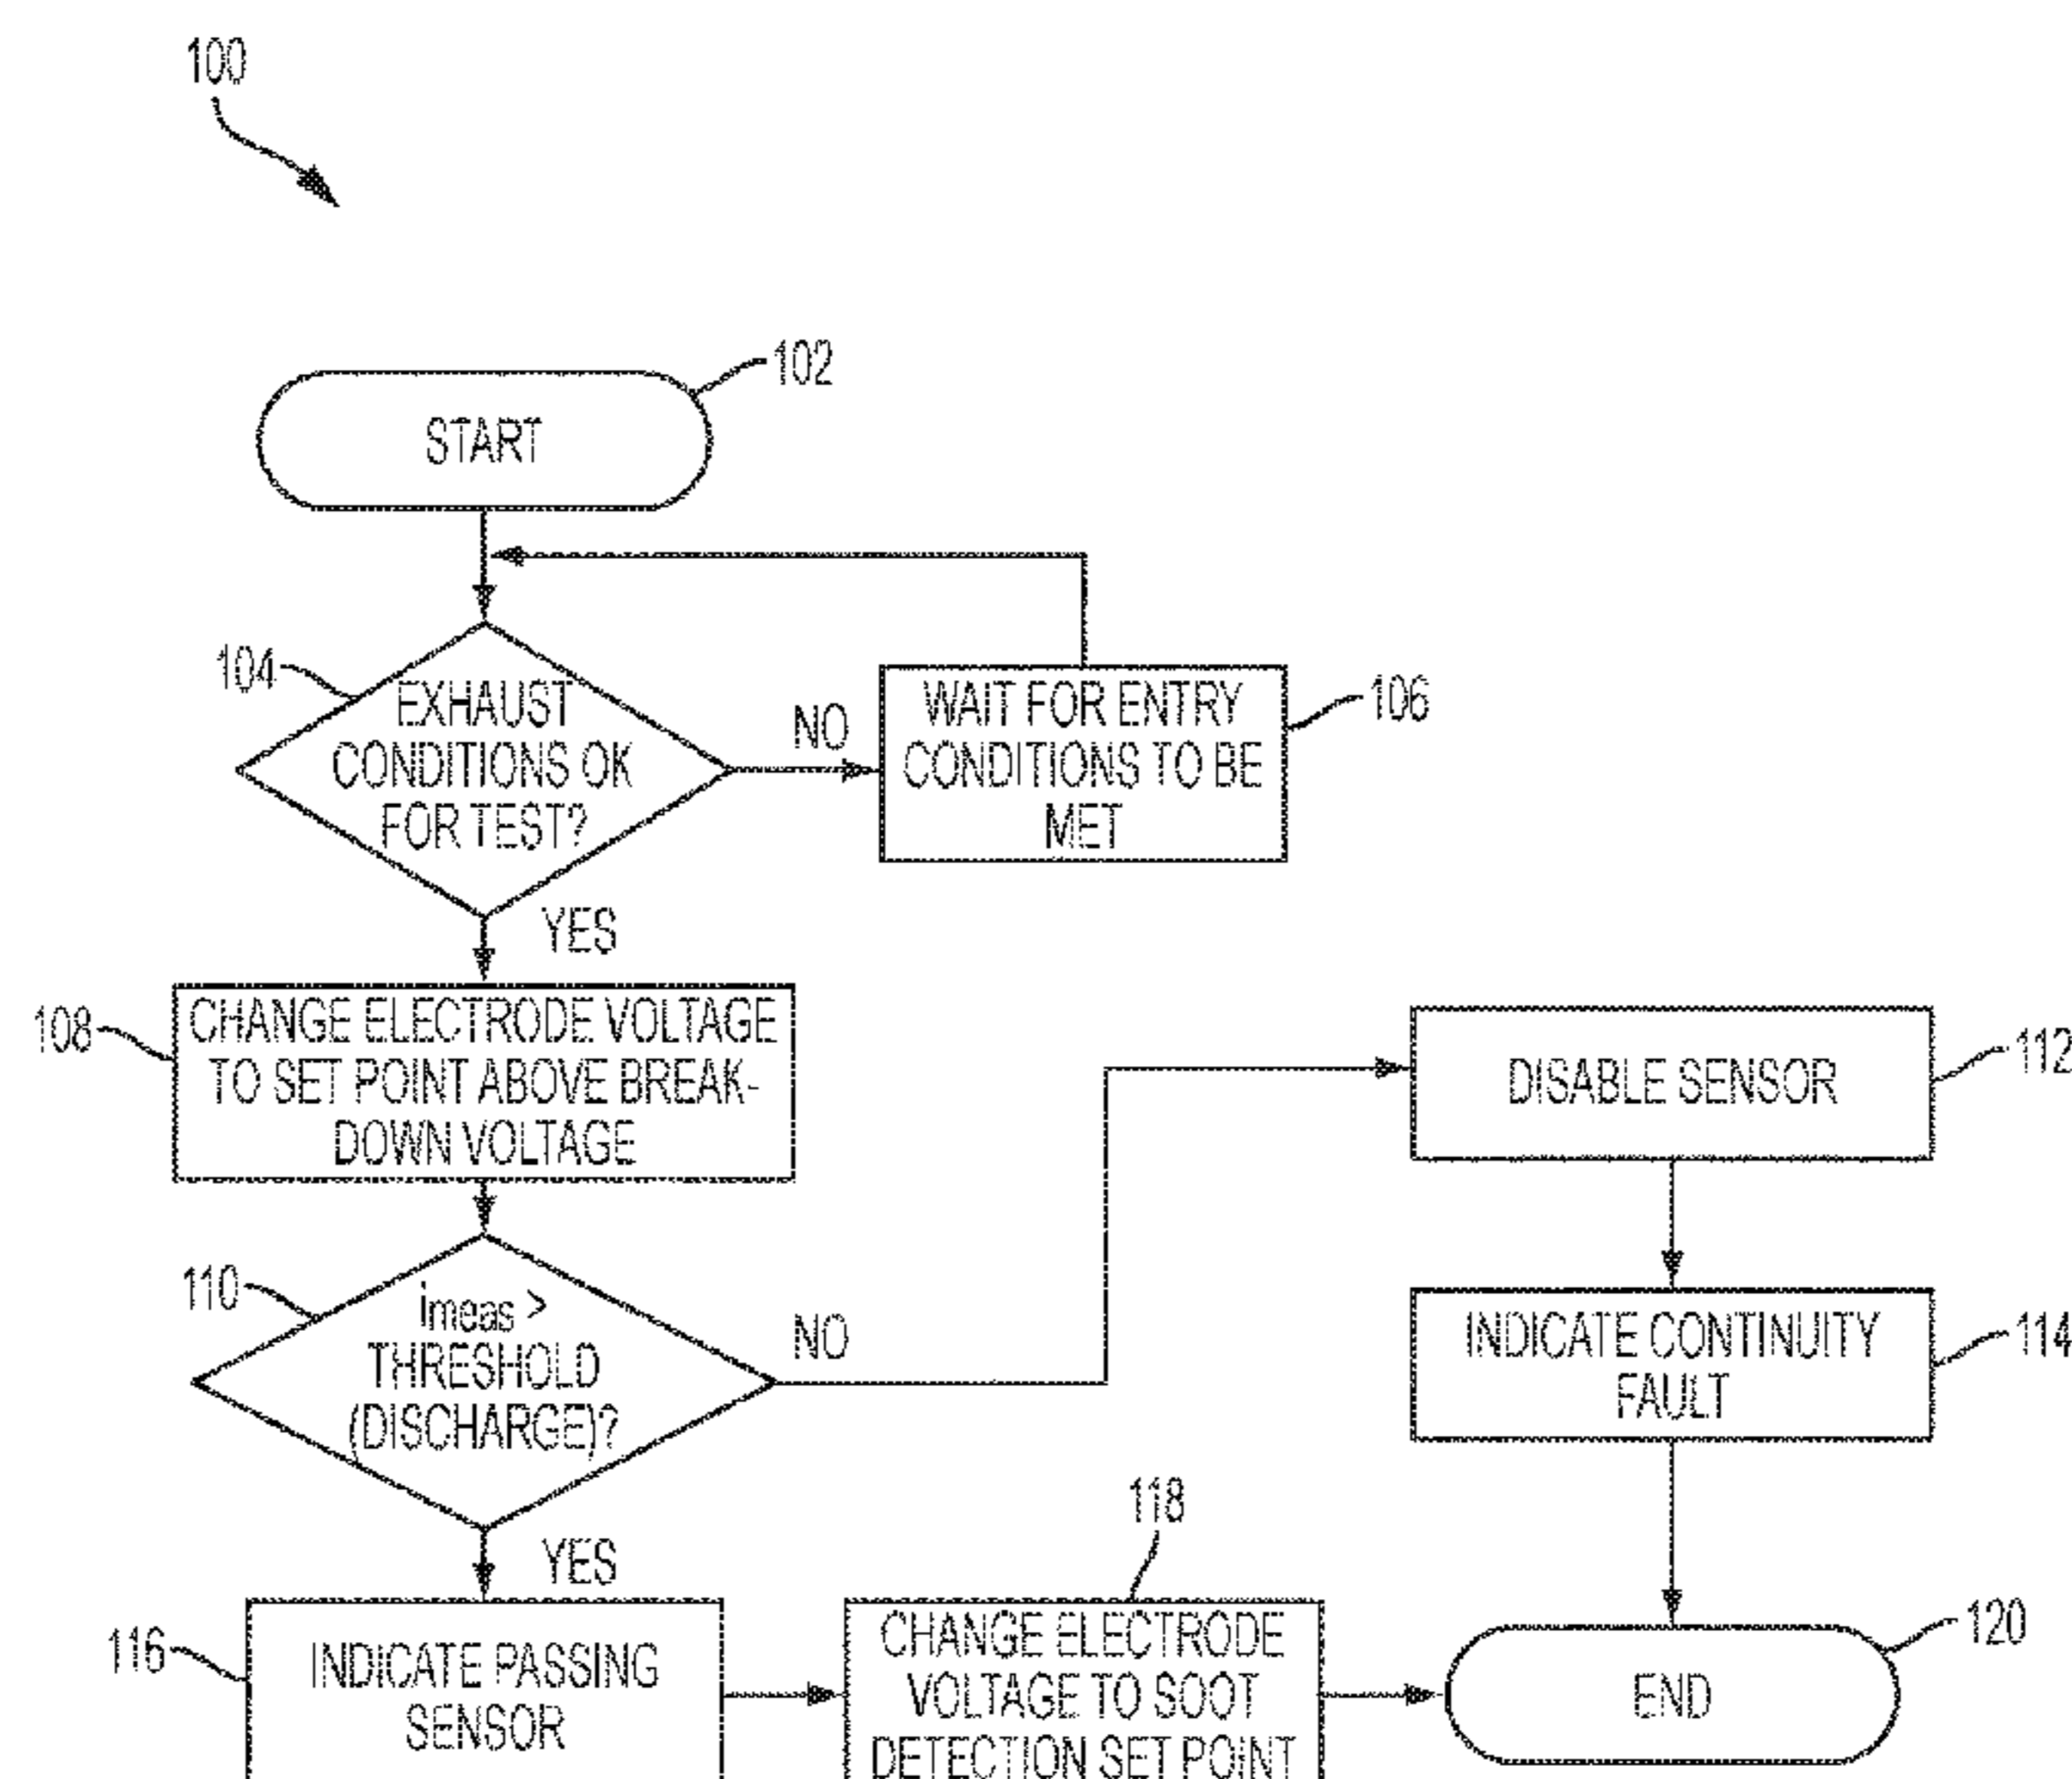 100
102
START
104
EXHAUST
CONDITIONS OK
FOR TEST?
NO
WAIT FOR ENTRY
CONDITIONS TO BE
MET
106
YES
108
CHANGE ELECTRODE VOLTAGE
TO SET POINT ABOVE BREAK-
DOWN VOLTAGE
DISABLE SENSOR
112
110
imeas >
THRESHOLD
(DISCHARGE)?
NO
INDICATE CONTINUITY
FAULT
114
YES
118
116
INDICATE PASSING
SENSOR
CHANGE ELECTRODE
VOLTAGE TO SOOT
DETECTION SET POINT
120
END